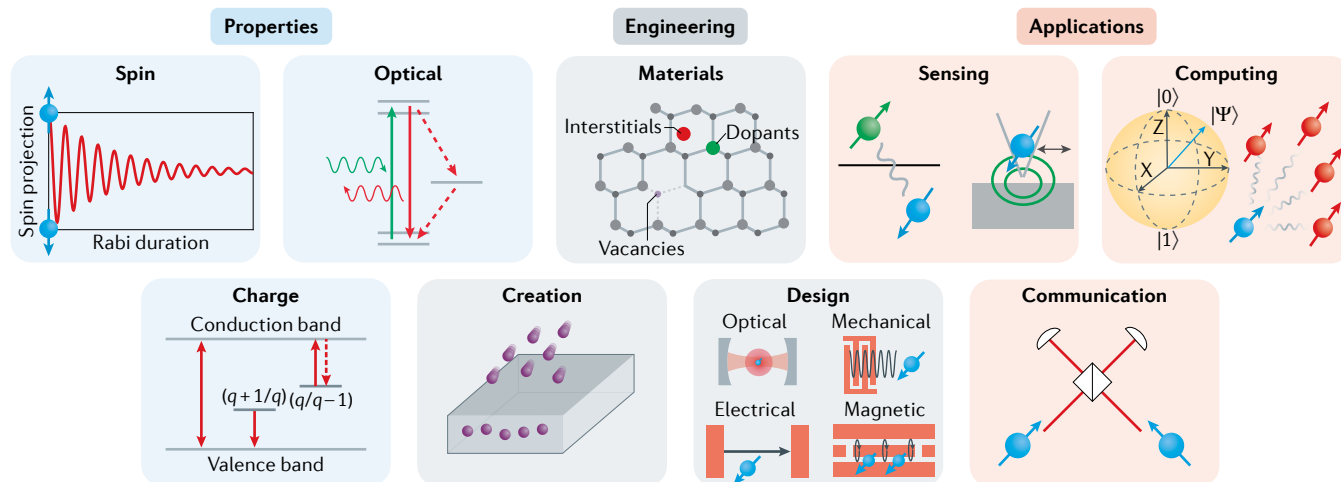 Properties
Engineering
Applications
Spin
Spin projection
Rabi duration
Optical
Materials
Interstitials
Dopants
Vacancies
Sensing
Computing
|0⟩
|Ψ⟩
Z
Y
X
|1⟩
Charge
Conduction band
(q+1/q)
(q/q−1)
Valence band
Creation
Design
Optical
Mechanical
Electrical
Magnetic
Communication